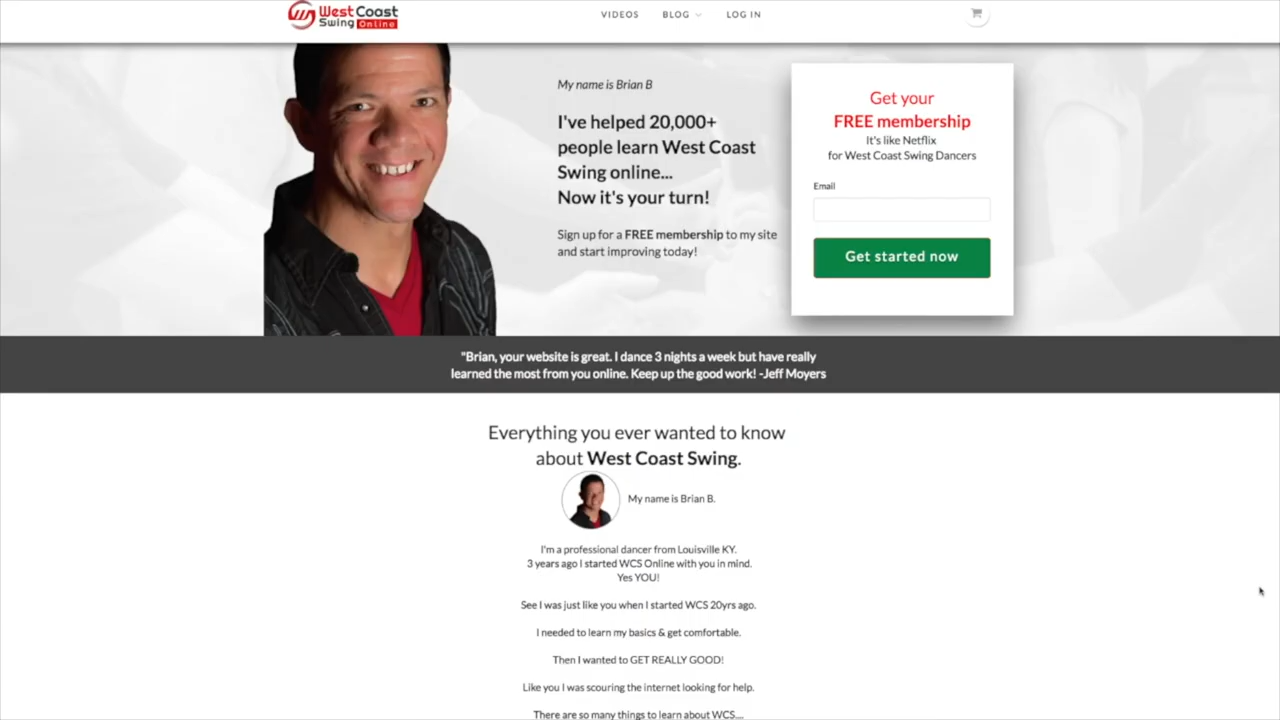 West Coast
Swing Online
VIDEOS
BLOG
LOG IN
My name is Brian B
I've helped 20,000+
people learn West Coast
Swing online...
Now it's your turn!
Sign up for a FREE membership to my site
and start improving today!
Get your
FREE membership
It's like Netflix
for West Coast Swing Dancers
Email
Get started now
"Brian, your website is great. I dance 3 nights a week but have really
learned the most from you online. Keep up the good work! -Jeff Moyers
Everything you ever wanted to know
about West Coast Swing.
My name is Brian B.
I'm a professional dancer from Louisville KY.
3 years ago I started WCS Online with you in mind.
Yes YOU!
See I was just like you when I started WCS 20yrs ago.
I needed to learn my basics & get comfortable.
Then I wanted to GET REALLY GOOD!
Like you I was scouring the internet looking for help.
There are so many things to learn about WCS....